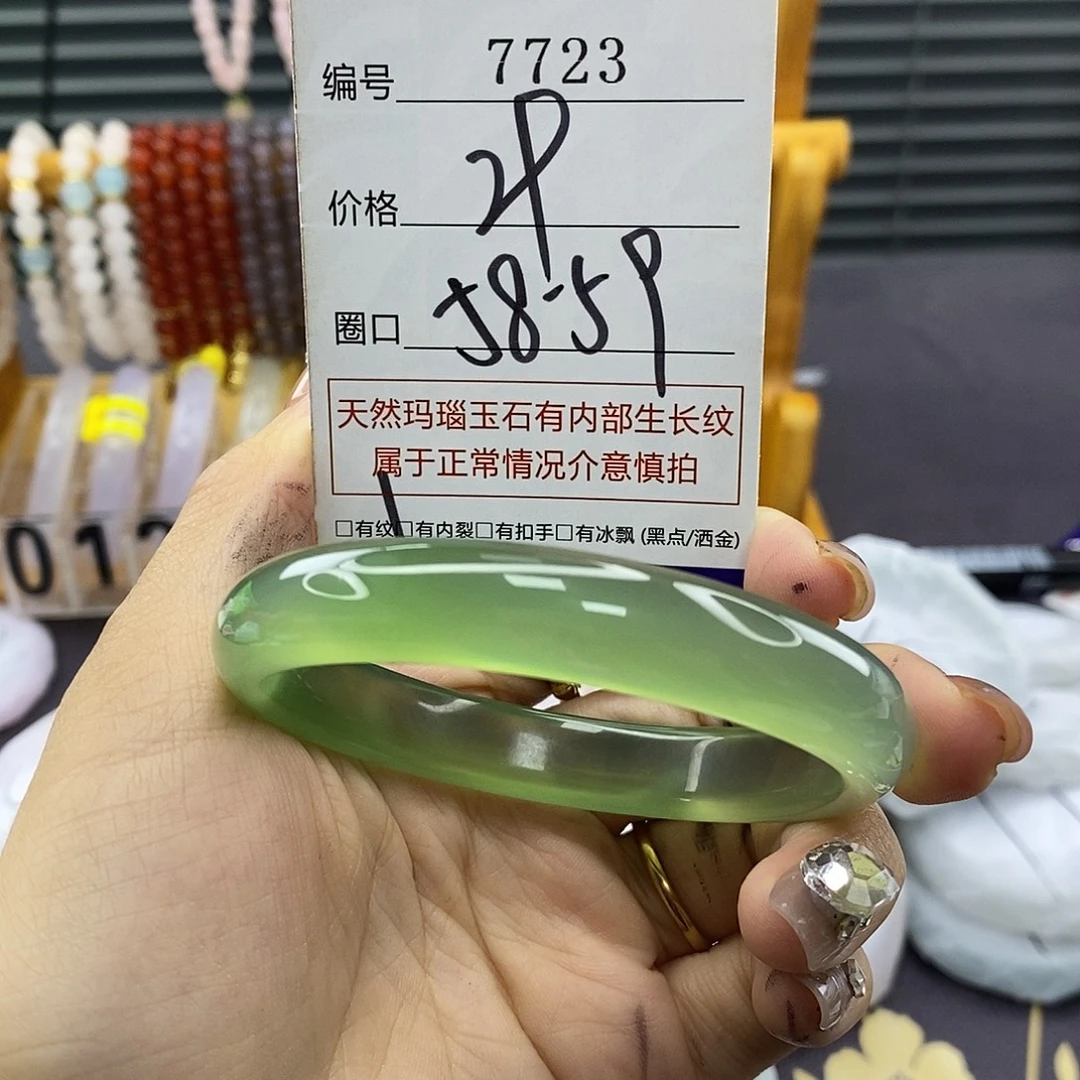 编号 7723
价格 2P
圈口 58-59
天然玛瑙玉石有内部生长纹
属于正常情况介意慎拍
□有纹□有内裂□有扣手□有冰飘 (黑点/洒金)
012